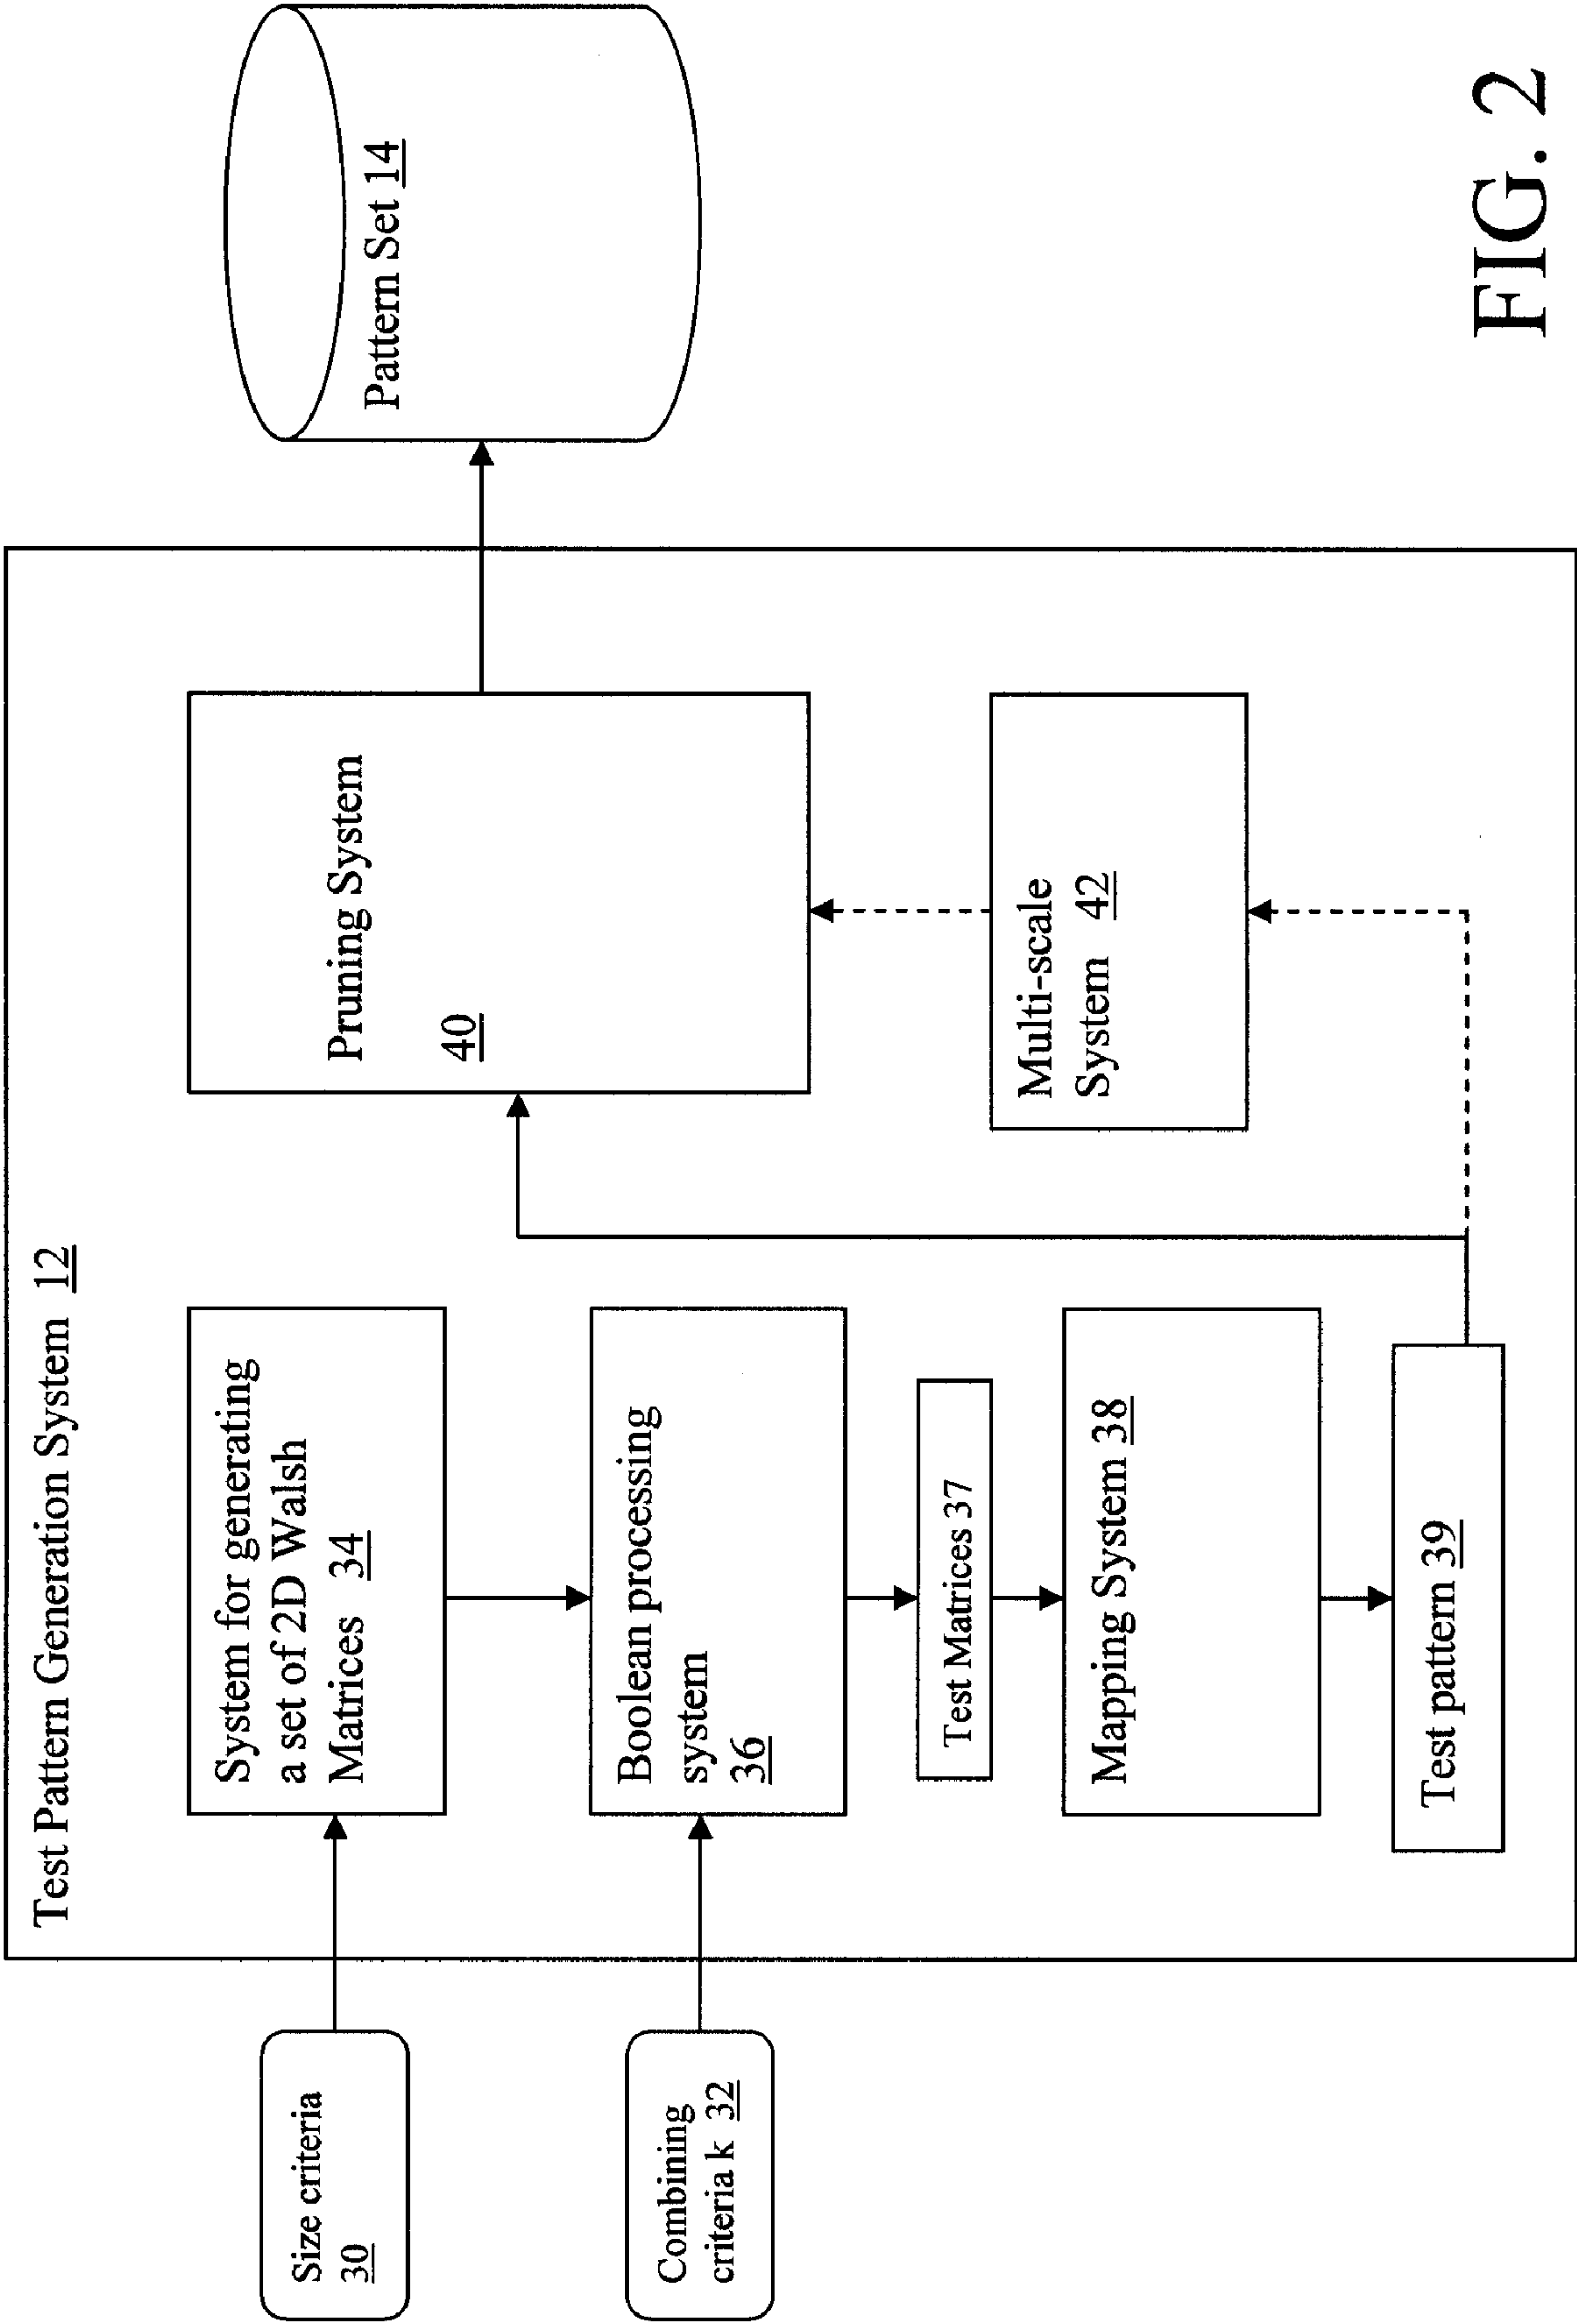 Test Pattern Generation System 12
Size criteria
30
System for generating
a set of 2D Walsh
Matrices 34
Combining
criteria k 32
Boolean processing
system
36
Test Matrices 37
Mapping System 38
Test pattern 39
Pruning System
40
Multi-scale
System 42
Pattern Set 14
FIG. 2